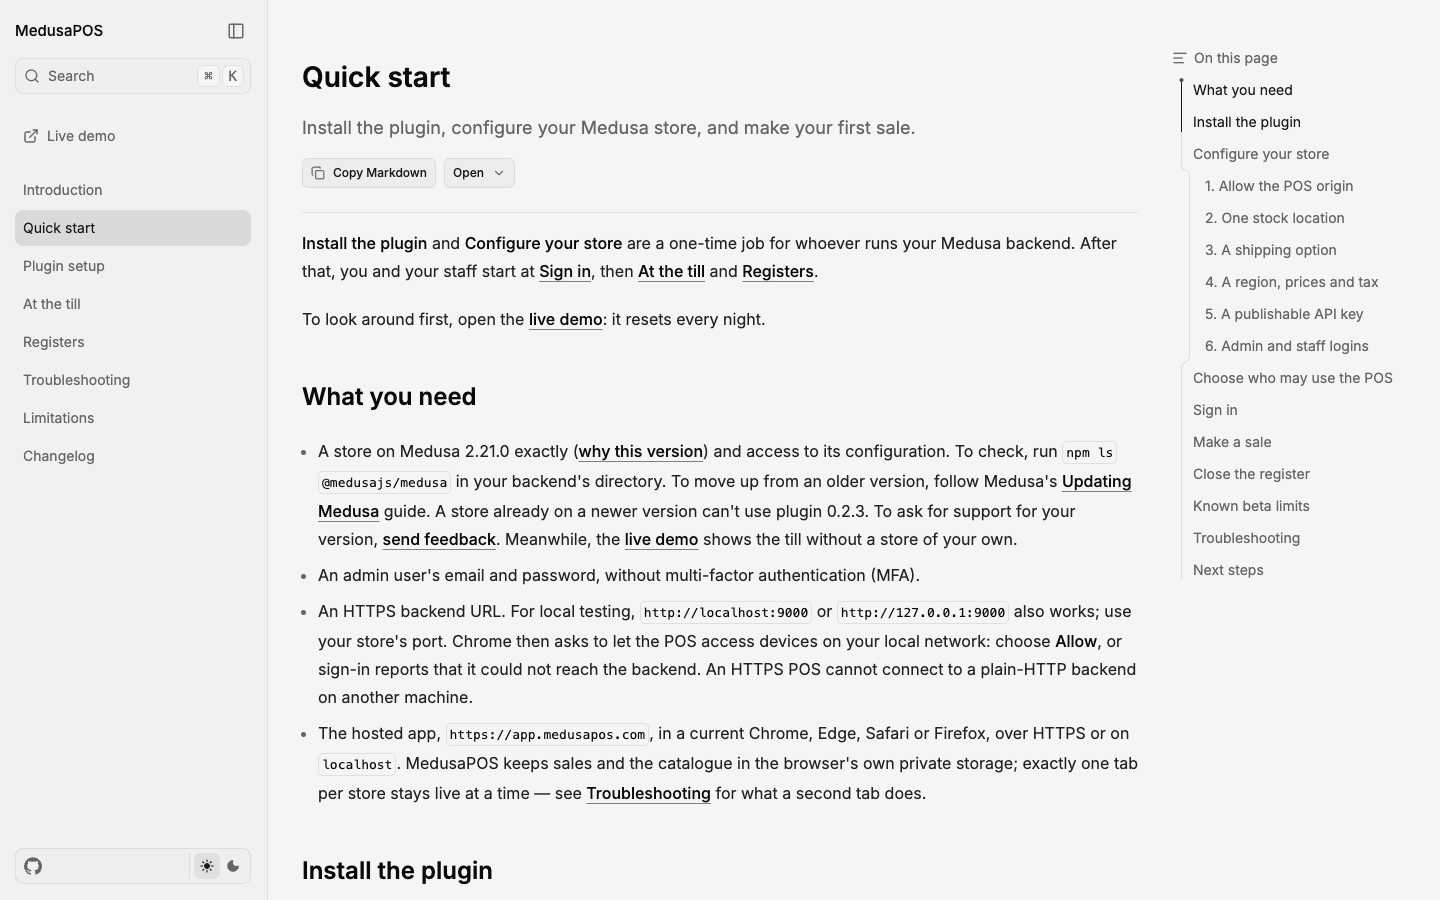 MedusaPOS
Search
⌘ K
Live demo
Introduction
Quick start
Plugin setup
At the till
Registers
Troubleshooting
Limitations
Changelog
Quick start
Install the plugin, configure your Medusa store, and make your first sale.
Copy Markdown
Open
Install the plugin and Configure your store are a one-time job for whoever runs your Medusa backend. After
that, you and your staff start at Sign in, then At the till and Registers.
To look around first, open the live demo: it resets every night.
What you need
• A store on Medusa 2.21.0 exactly (why this version) and access to its configuration. To check, run npm ls
@medusajs/medusa in your backend's directory. To move up from an older version, follow Medusa's Updating
Medusa guide. A store already on a newer version can't use plugin 0.2.3. To ask for support for your
version, send feedback. Meanwhile, the live demo shows the till without a store of your own.
• An admin user's email and password, without multi-factor authentication (MFA).
• An HTTPS backend URL. For local testing, http://localhost:9000 or http://127.0.0.1:9000 also works; use
your store's port. Chrome then asks to let the POS access devices on your local network: choose Allow, or
sign-in reports that it could not reach the backend. An HTTPS POS cannot connect to a plain-HTTP backend
on another machine.
• The hosted app, https://app.medusapos.com, in a current Chrome, Edge, Safari or Firefox, over HTTPS or on
localhost. MedusaPOS keeps sales and the catalogue in the browser's own private storage; exactly one tab
per store stays live at a time — see Troubleshooting for what a second tab does.
Install the plugin
On this page
What you need
Install the plugin
Configure your store
1. Allow the POS origin
2. One stock location
3. A shipping option
4. A region, prices and tax
5. A publishable API key
6. Admin and staff logins
Choose who may use the POS
Sign in
Make a sale
Close the register
Known beta limits
Troubleshooting
Next steps